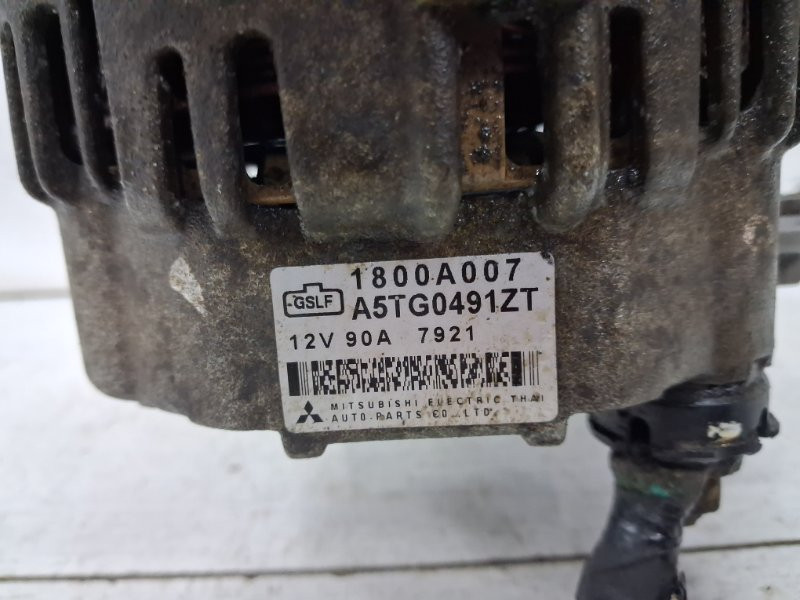 1800A007
GSLF A5TG0491ZT
12V 90A 7921
MITSUBISHI ELECTRIC THAI
AUTO-PARTS CO., LTD.